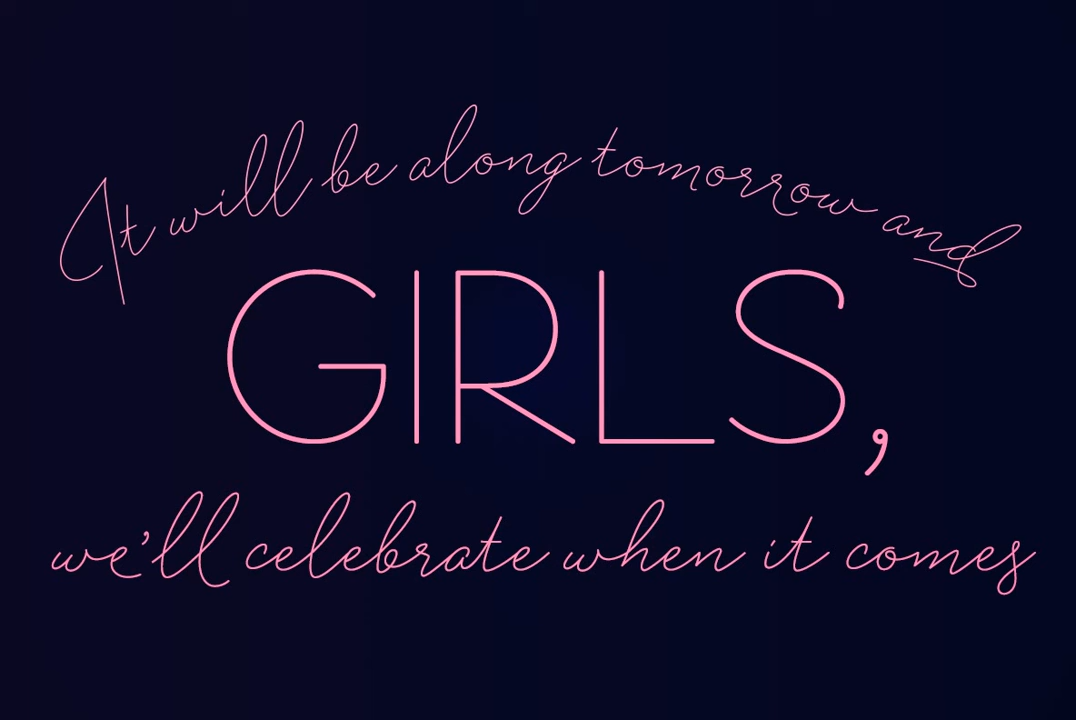 It will be along tomorrow and
GIRLS,
we'll celebrate when it comes